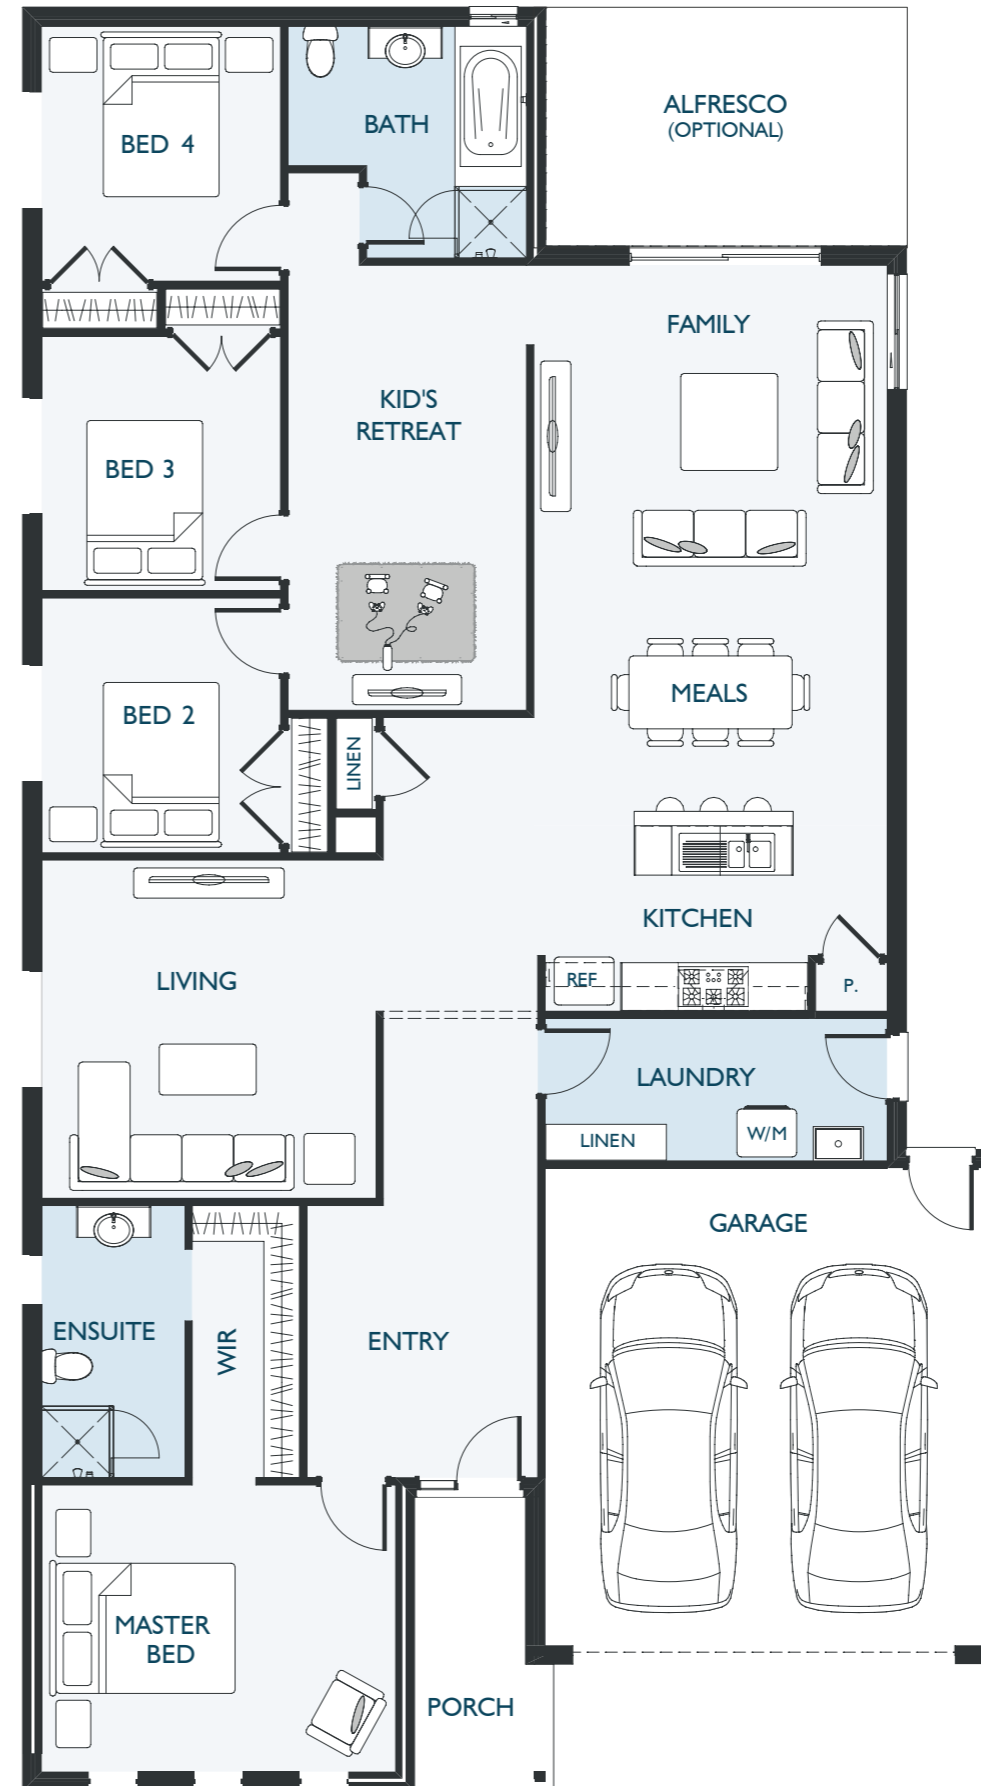 ALFRESCO
(OPTIONAL)
BATH
BED 4
FAMILY
KID'S
RETREAT
BED 3
MEALS
BED 2
LINEN
KITCHEN
LIVING
REF
P.
LAUNDRY
LINEN
W/M
GARAGE
ENSUITE
WIR
ENTRY
MASTER
BED
PORCH